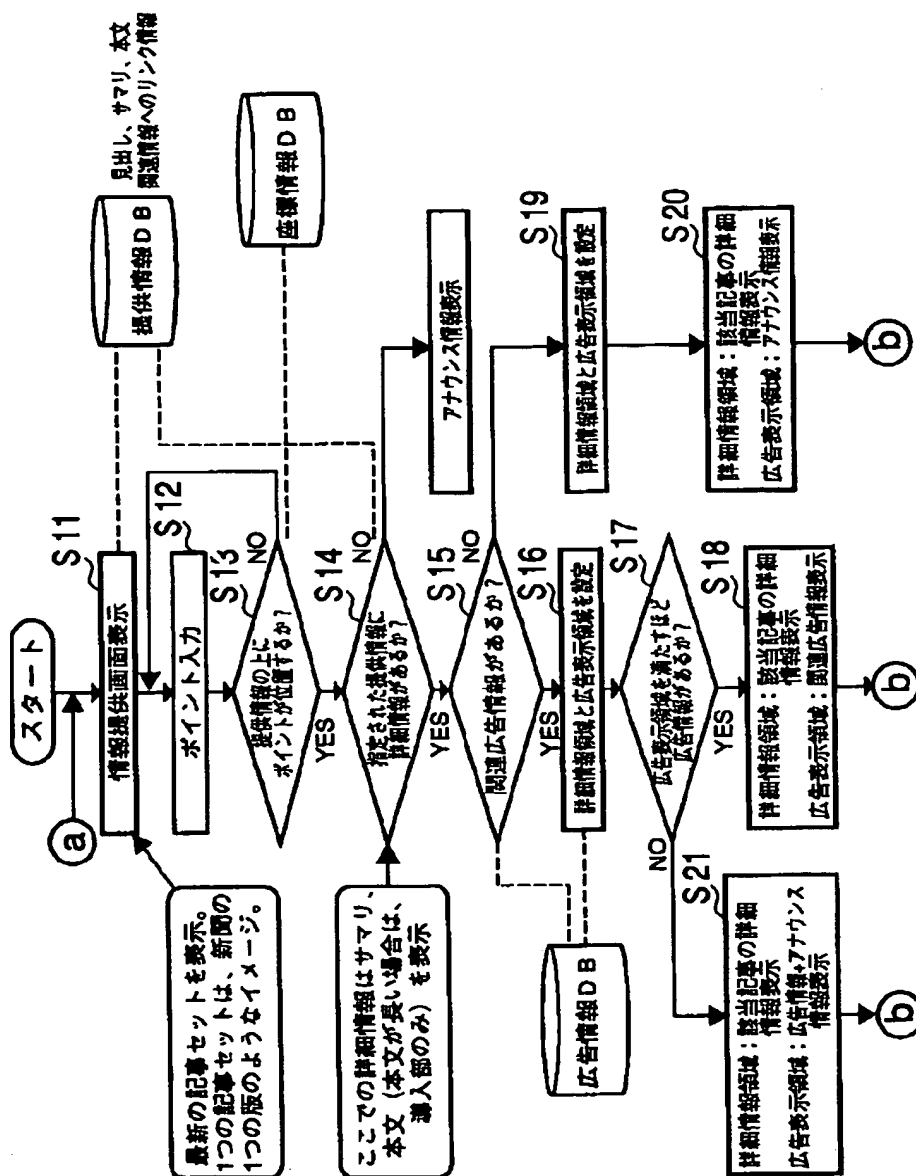 スタート
a
情報提供画面表示
S11
提供情報DB
見出し、サマリ、本文
関連情報へのリンク情報
最新の記事セットを表示。
1つの記事セットは、新聞の
1つの版のようなイメージ。
ポイント入力
S12
提供情報の上に
ポイントが位置するか?
S13
NO
YES
座標情報DB
指定された提供情報に
詳細情報があるか?
S14
NO
YES
アナウンス情報表示
ここでの詳細情報はサマリ、
本文(本文が長い場合は、
導入部のみ)を表示
関連広告情報があるか?
S15
NO
YES
詳細情報領域と広告表示領域を設定
S16
広告情報DB
詳細情報領域と広告表示領域を設定
S19
広告表示領域を満たすほど
広告情報があるか?
S17
NO
YES
詳細情報領域:該当記事の詳細
情報表示
広告表示領域:関連広告情報表示
S18
b
詳細情報領域:該当記事の詳細
情報表示
広告表示領域:アナウンス情報表示
S20
b
詳細情報領域:該当記事の詳細
情報表示
広告表示領域:広告情報+アナウンス
情報表示
S21
b